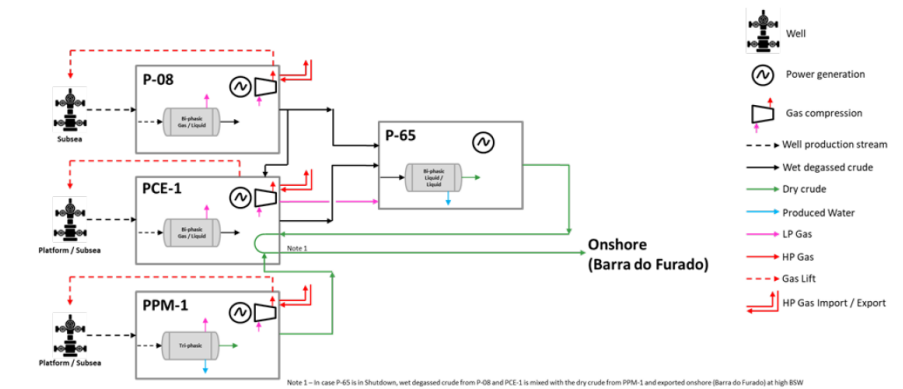 P-08
Bi-phasic
Gas / Liquid
Subsea
PCE-1
Bi-phasic
Gas / Liquid
Platform / Subsea
PPM-1
Tri-phasic
Platform / Subsea
P-65
Bi-phasic
Liquid /
Liquid
Note 1
Onshore
(Barra do Furado)
Well
Power generation
Gas compression
Well production stream
Wet degassed crude
Dry crude
Produced Water
LP Gas
HP Gas
Gas Lift
HP Gas Import / Export
Note 1 – In case P-65 is in Shutdown, wet degassed crude from P-08 and PCE-1 is mixed with the dry crude from PPM-1 and exported onshore (Barra do Furado) at high BSW